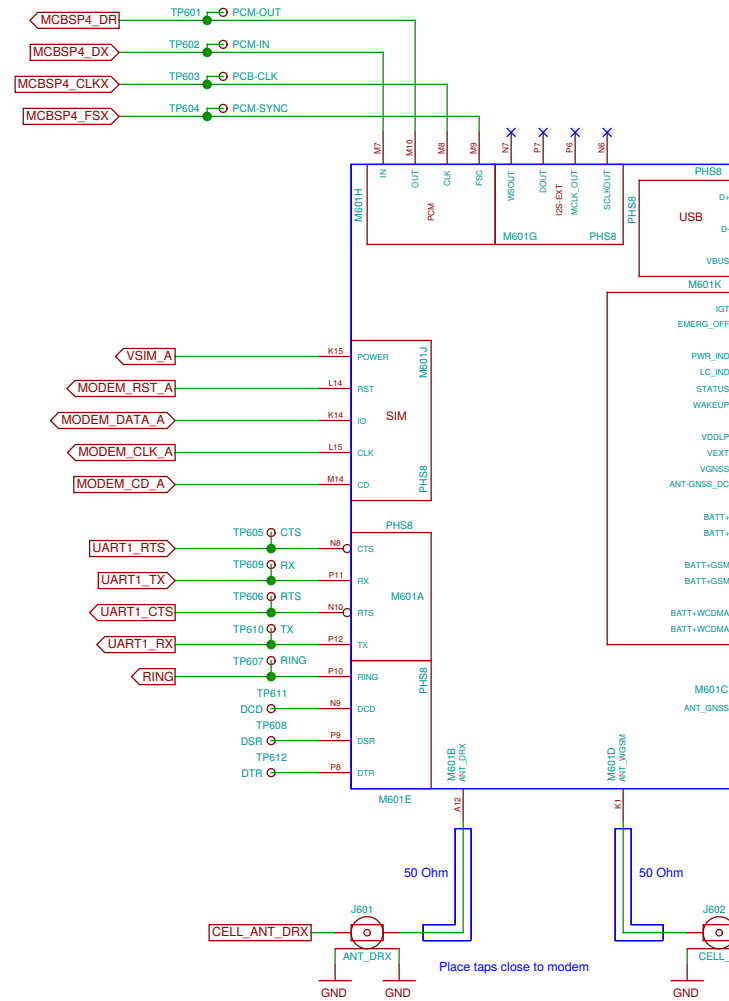 MCBSP4_DR TP601 PCM-OUT
MCBSP4_DX TP602 PCM-IN
MCBSP4_CLKX TP603 PCB-CLK
MCBSP4_FSX TP604 PCM-SYNC
M7 M10 M8 M9 N7 P7 P6 N6
IN OUT CLK FSC WSOUT DOUT MCLK_OUT SCLKOUT
M601H PCM I2S-EXT
M601G PHS8
PHS8
PHS8
USB
D+
D-
VBUS
M601K
IGT
EMERG_OFF
PWR_IND
LC_IND
STATUS
WAKEUP
VDDLP
VEXT
VGNSS
ANT-GNSS_DC
BATT+
BATT+
BATT+GSM
BATT+GSM
BATT+WCDMA
BATT+WCDMA
M601C
ANT_GNSS
VSIM_A K15 POWER
MODEM_RST_A L14 RST
MODEM_DATA_A K14 IO
MODEM_CLK_A L15 CLK
MODEM_CD_A M14 CD
M601J
SIM
PHS8
PHS8
TP605 CTS
UART1_RTS N8 CTS
TP609 RX
UART1_TX P11 RX
M601A
TP606 RTS
UART1_CTS N10 RTS
TP610 TX
UART1_RX P12 TX
TP607 RING
RING P10 RING
PHS8
TP611
DCD N9 DCD
TP608
DSR P9 DSR
TP612
DTR P8 DTR
M601E
M601B
ANT_DRX
M601D
ANT_WGSM
A12 K1
50 Ohm 50 Ohm
J601 J602
CELL_ANT_DRX
ANT_DRX CELL_
Place taps close to modem
GND GND GND